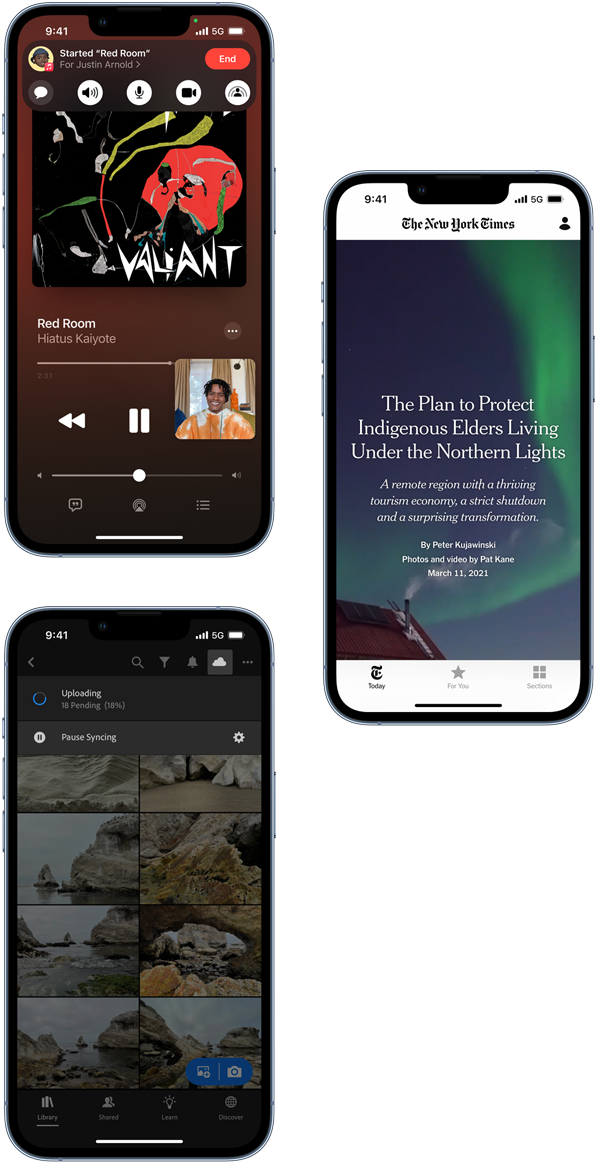 9:41
5G
Started “Red Room”
For Justin Arnold >
End
VALiANT
Red Room
Hiatus Kaiyote
2:31
9:41
5G
The New York Times
The Plan to Protect
Indigenous Elders Living
Under the Northern Lights
A remote region with a thriving
tourism economy, a strict shutdown
and a surprising transformation.
By Peter Kujawinski
Photos and video by Pat Kane
March 11, 2021
Today
For You
Sections
9:41
5G
Uploading
18 Pending (18%)
Pause Syncing
Library
Shared
Learn
Discover